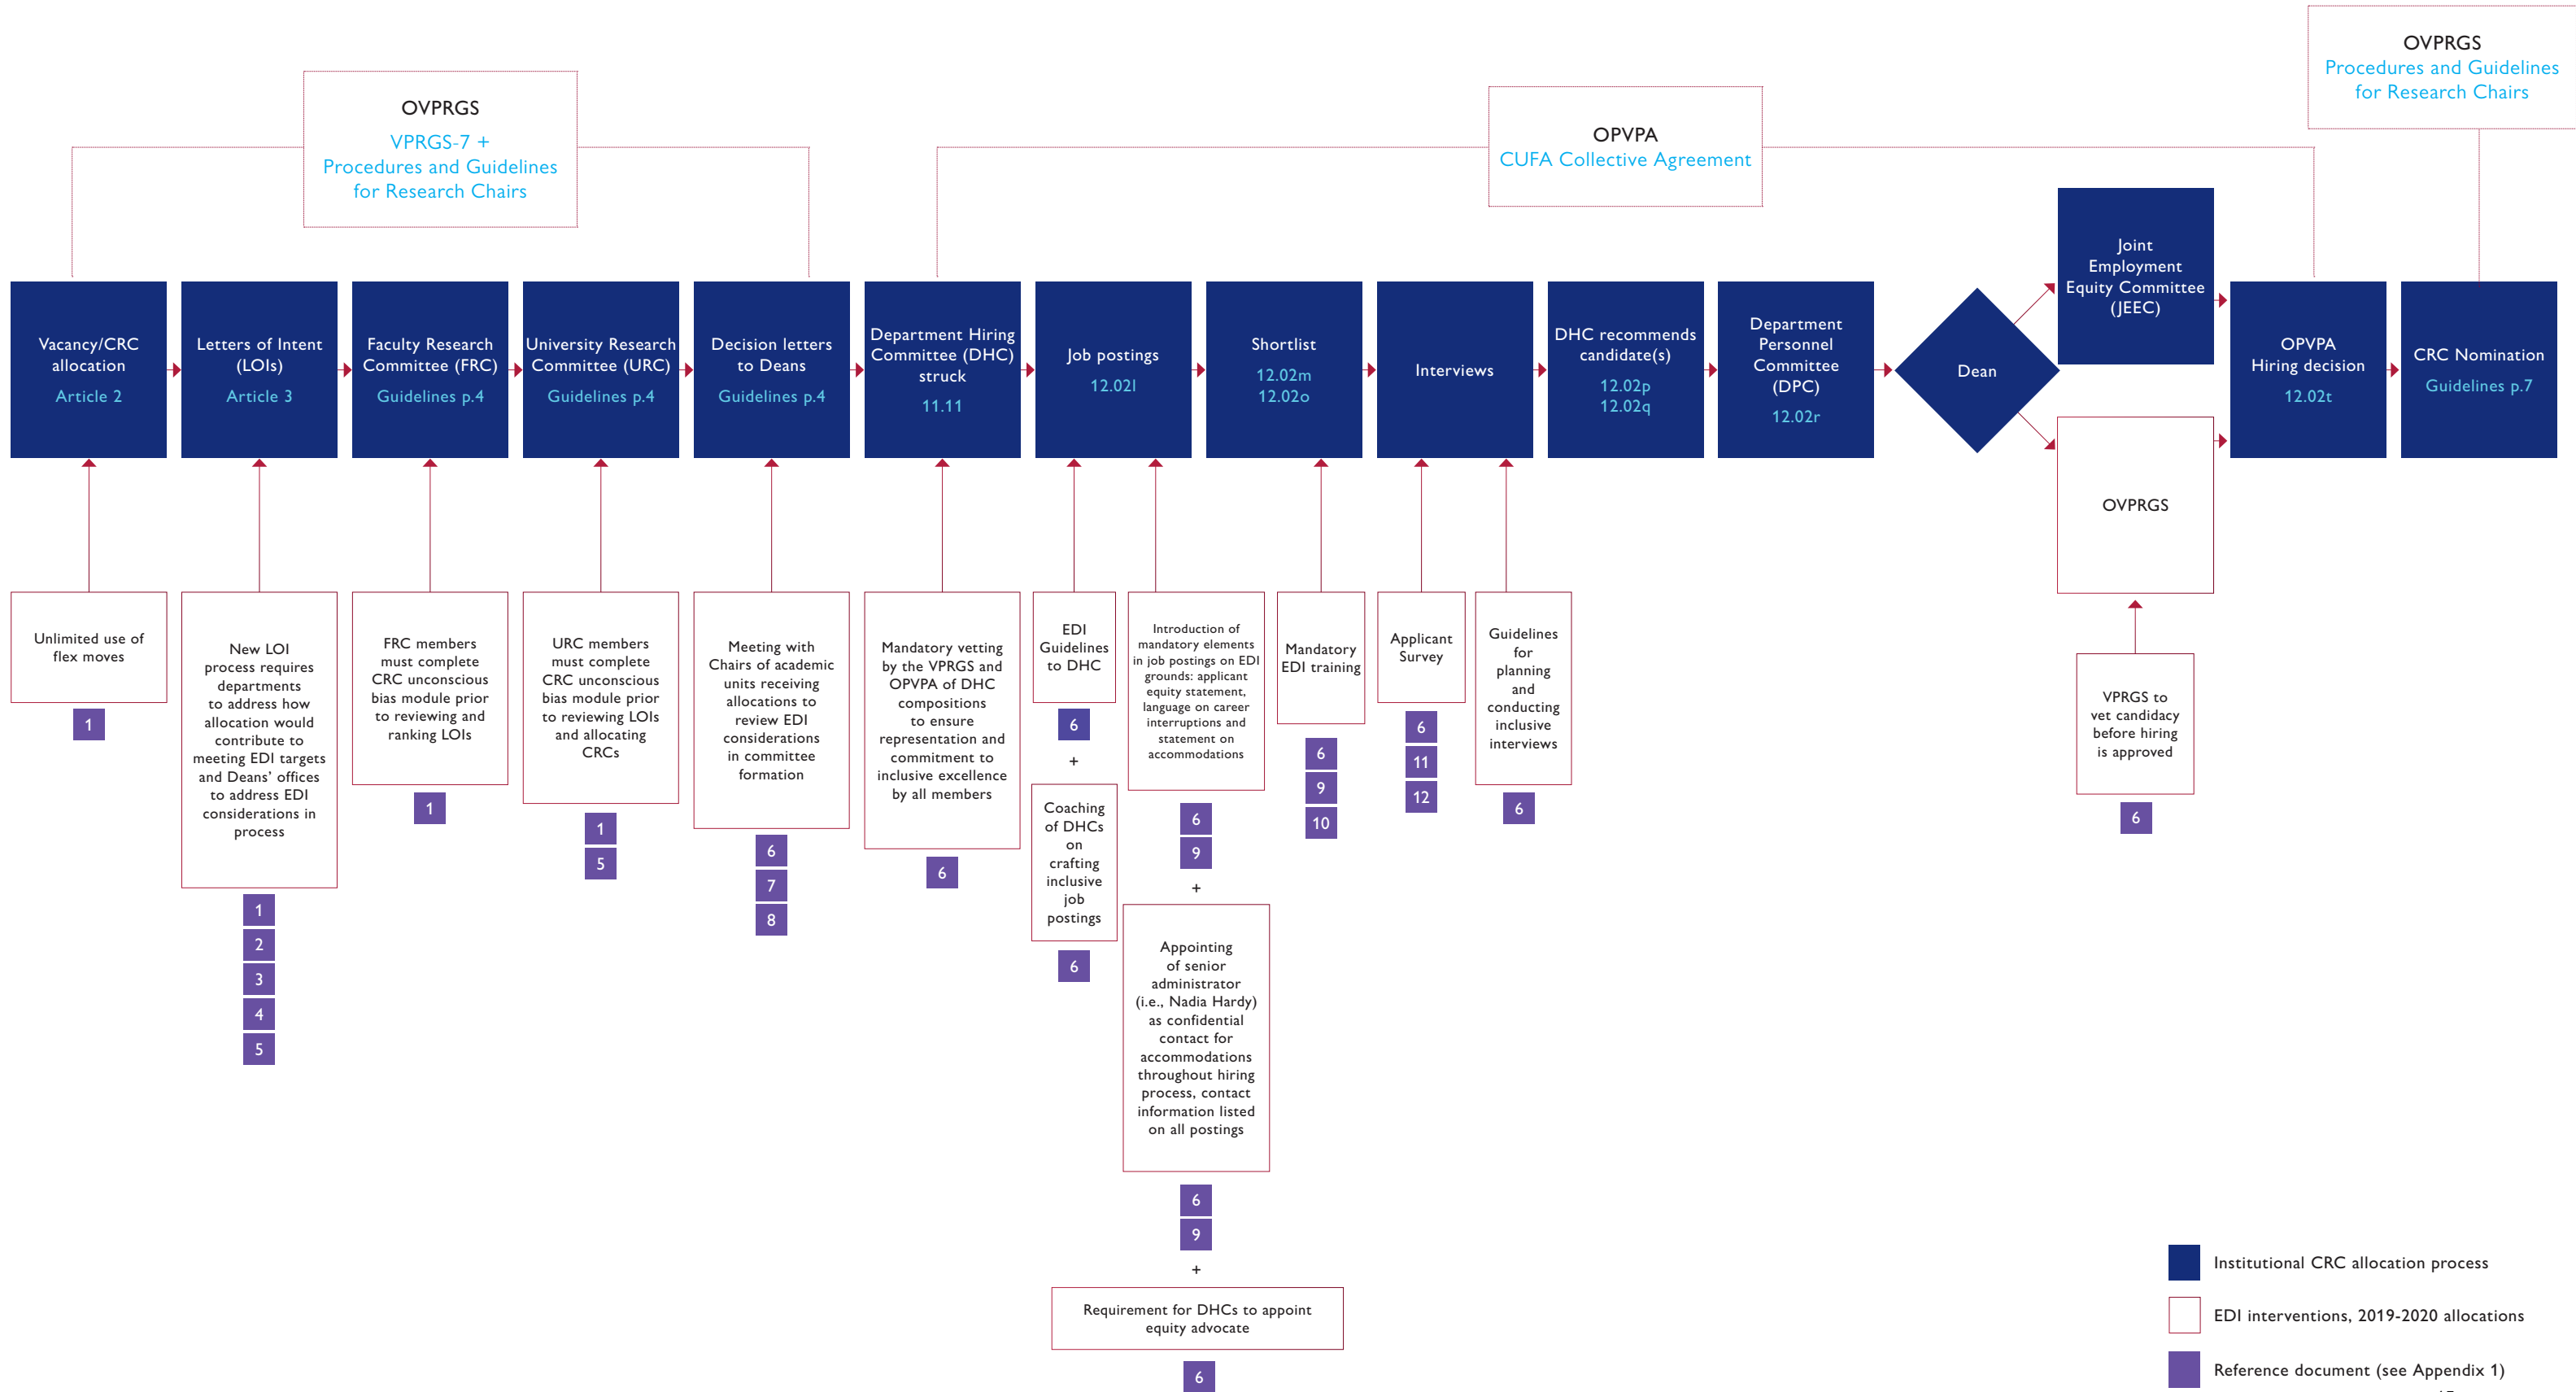 OVPRGS
VPRGS-7 +
Procedures and Guidelines
for Research Chairs
OPVPA
CUFA Collective Agreement
OVPRGS
Procedures and Guidelines
for Research Chairs
Vacancy/CRC
allocation
Article 2
Letters of Intent
(LOIs)
Article 3
Faculty Research
Committee (FRC)
Guidelines p.4
University Research
Committee (URC)
Guidelines p.4
Decision letters
to Deans
Guidelines p.4
Department Hiring
Committee (DHC)
struck
11.11
Job postings
12.02l
Shortlist
12.02m
12.02o
Interviews
DHC recommends
candidate(s)
12.02p
12.02q
Department
Personnel
Committee
(DPC)
12.02r
Dean
Joint
Employment
Equity Committee
(JEEC)
OVPRGS
OPVPA
Hiring decision
12.02t
CRC Nomination
Guidelines p.7
Unlimited use of
flex moves
1
New LOI
process requires
departments
to address how
allocation would
contribute to
meeting EDI targets
and Deans' offices
to address EDI
considerations in
process
1
2
3
4
5
FRC members
must complete
CRC unconscious
bias module prior
to reviewing and
ranking LOIs
1
URC members
must complete
CRC unconscious
bias module prior
to reviewing LOIs
and allocating
CRCs
1
5
Meeting with
Chairs of academic
units receiving
allocations to
review EDI
considerations
in committee
formation
6
7
8
Mandatory vetting
by the VPRGS and
OPVPA of DHC
compositions
to ensure
representation and
commitment to
inclusive excellence
by all members
6
EDI
Guidelines
to DHC
6
+
Coaching
of DHCs
on
crafting
inclusive
job
postings
6
Introduction of
mandatory elements
in job postings on EDI
grounds: applicant
equity statement,
language on career
interruptions and
statement on
accommodations
6
9
+
Appointing
of senior
administrator
(i.e., Nadia Hardy)
as confidential
contact for
accommodations
throughout hiring
process, contact
information listed
on all postings
6
9
+
Requirement for DHCs to appoint
equity advocate
6
Mandatory
EDI training
6
9
10
Applicant
Survey
6
11
12
Guidelines
for
planning
and
conducting
inclusive
interviews
6
VPRGS to
vet candidacy
before hiring
is approved
6
Institutional CRC allocation process
EDI interventions, 2019-2020 allocations
Reference document (see Appendix 1)